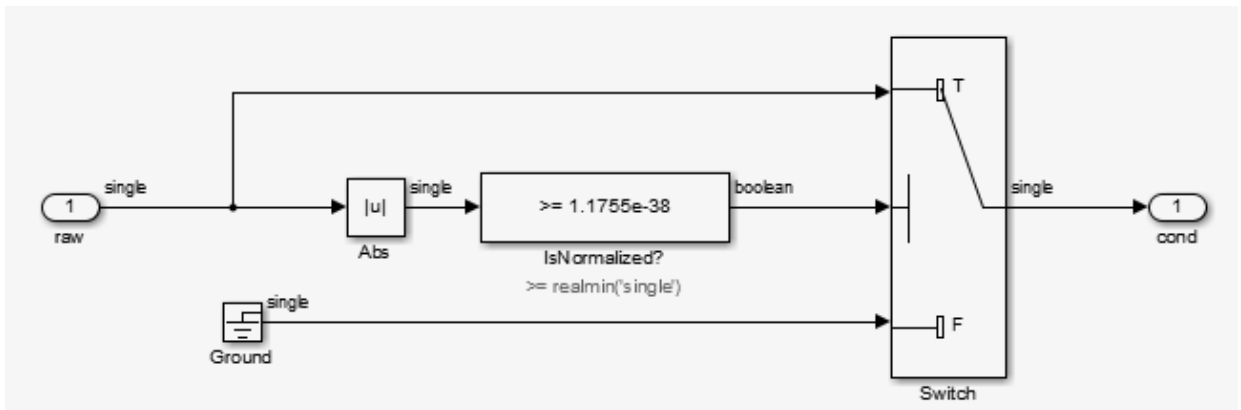 T
single
single
boolean
single
1
|u|
>= 1.1755e-38
1
raw
Abs
IsNormalized?
cond
>= realmin('single')
single
F
Ground
Switch